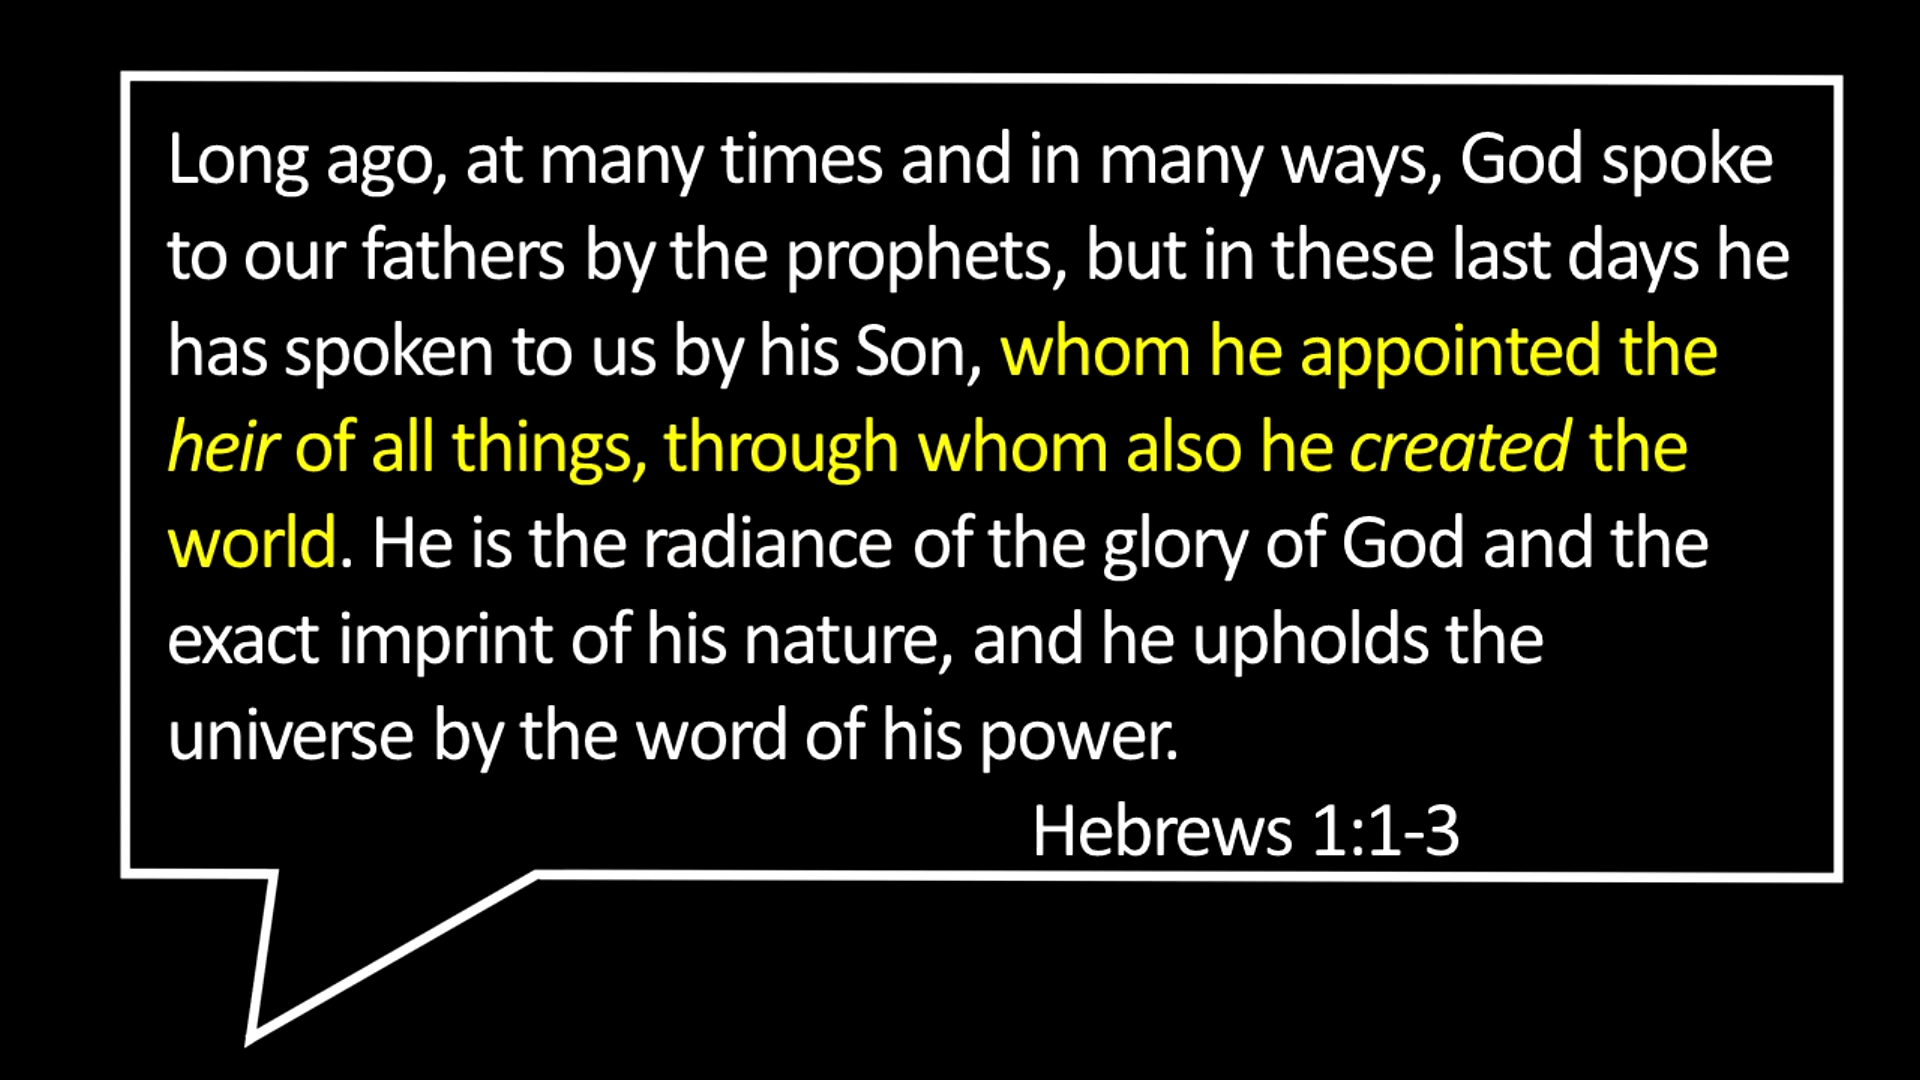 Long ago, at many times and in many ways, God spoke
to our fathers by the prophets, but in these last days he
has spoken to us by his Son, whom he appointed the
heir of all things, through whom also he created the
world. He is the radiance of the glory of God and the
exact imprint of his nature, and he upholds the
universe by the word of his power.
Hebrews 1:1-3